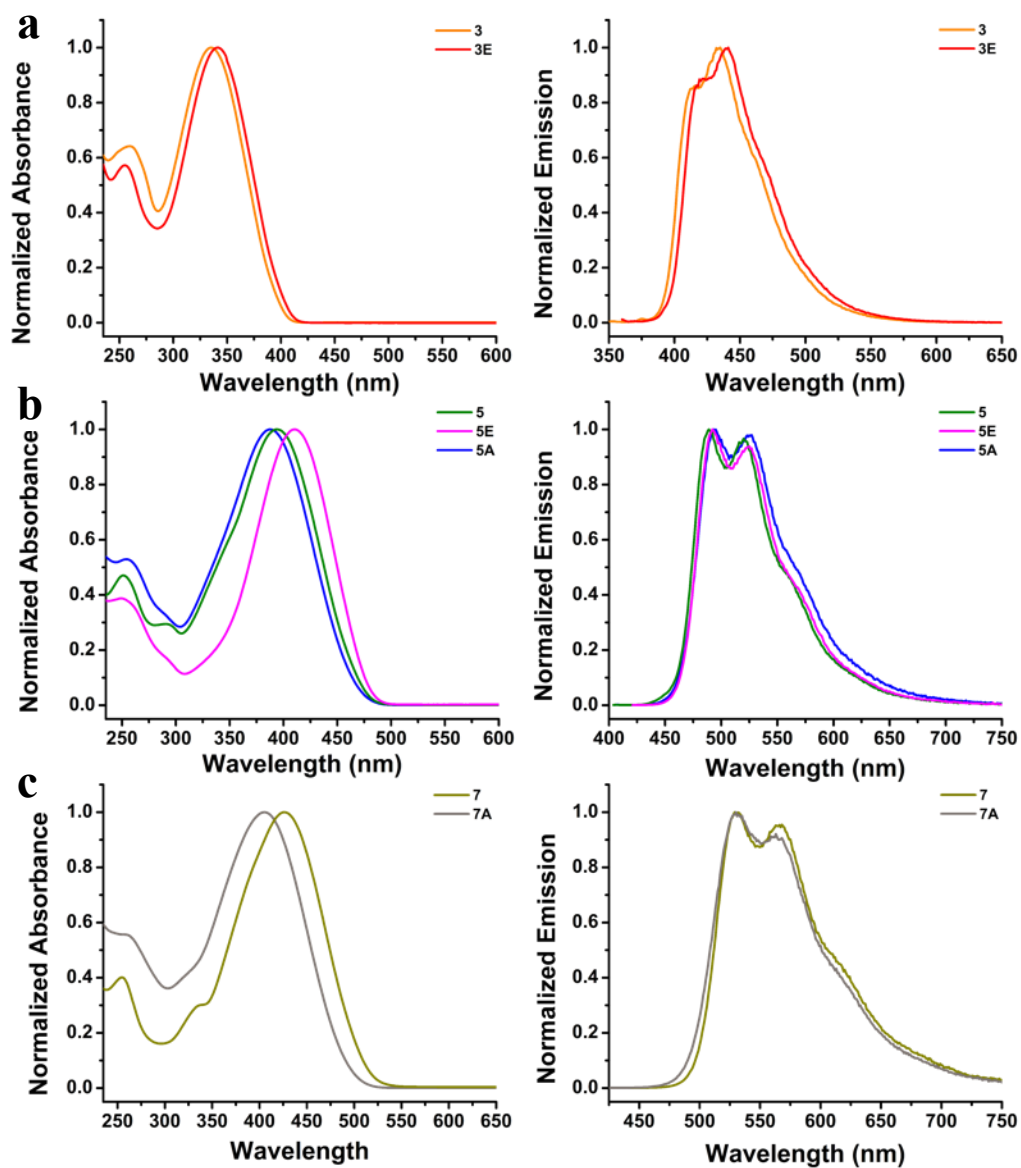 a
3
3E
1.0
0.8
0.6
0.4
0.2
0.0
Normalized Absorbance
250 300 350 400 450 500 550 600
Wavelength (nm)
3
3E
1.0
0.8
0.6
0.4
0.2
0.0
Normalized Emission
350 400 450 500 550 600 650
Wavelength (nm)
b
5
5E
5A
1.0
0.8
0.6
0.4
0.2
0.0
Normalized Absorbance
250 300 350 400 450 500 550 600
Wavelength (nm)
5
5E
5A
1.0
0.8
0.6
0.4
0.2
0.0
Normalized Emission
400 450 500 550 600 650 700 750
Wavelength (nm)
c
7
7A
1.0
0.8
0.6
0.4
0.2
0.0
Normalized Absorbance
250 300 350 400 450 500 550 600 650
Wavelength
7
7A
1.0
0.8
0.6
0.4
0.2
0.0
Normalized Emission
450 500 550 600 650 700 750
Wavelength (nm)